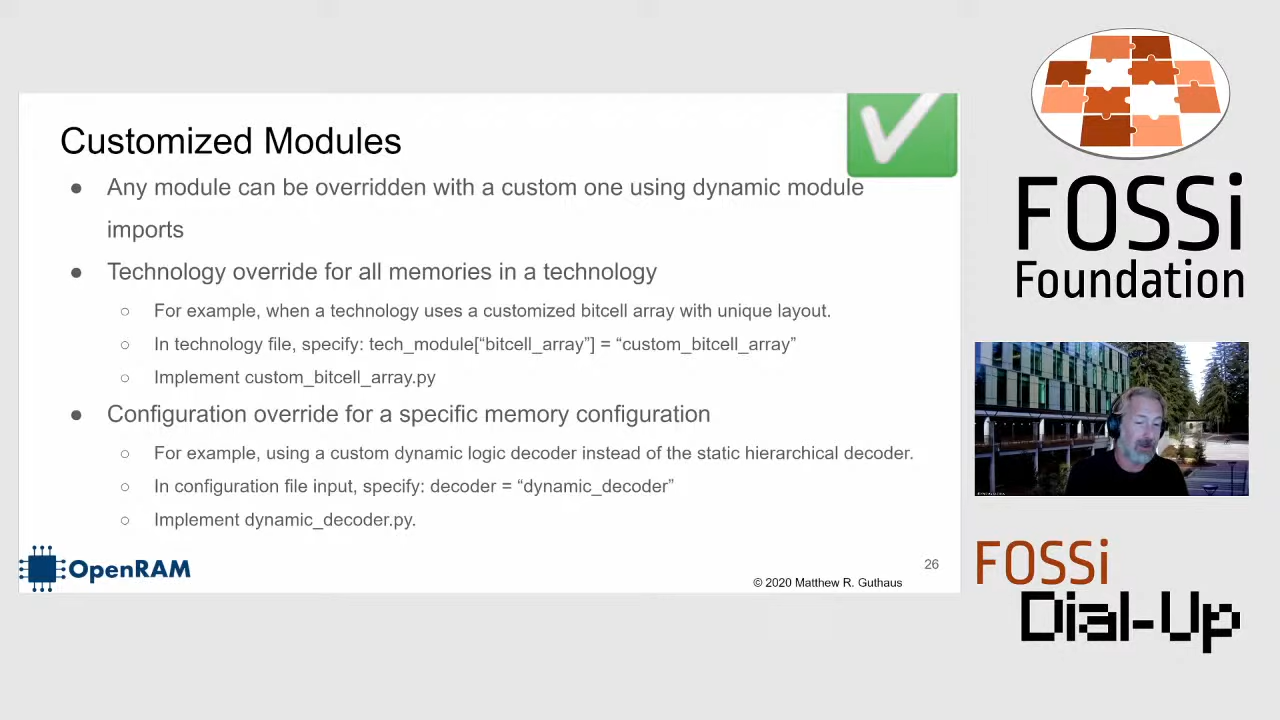 Customized Modules
● Any module can be overridden with a custom one using dynamic module
imports
● Technology override for all memories in a technology
○ For example, when a technology uses a customized bitcell array with unique layout.
○ In technology file, specify: tech_module[“bitcell_array”] = “custom_bitcell_array”
○ Implement custom_bitcell_array.py
● Configuration override for a specific memory configuration
○ For example, using a custom dynamic logic decoder instead of the static hierarchical decoder.
○ In configuration file input, specify: decoder = “dynamic_decoder”
○ Implement dynamic_decoder.py.
OpenRAM
26
© 2020 Matthew R. Guthaus
FOSSi
Foundation
FOSSi
Dial-Up